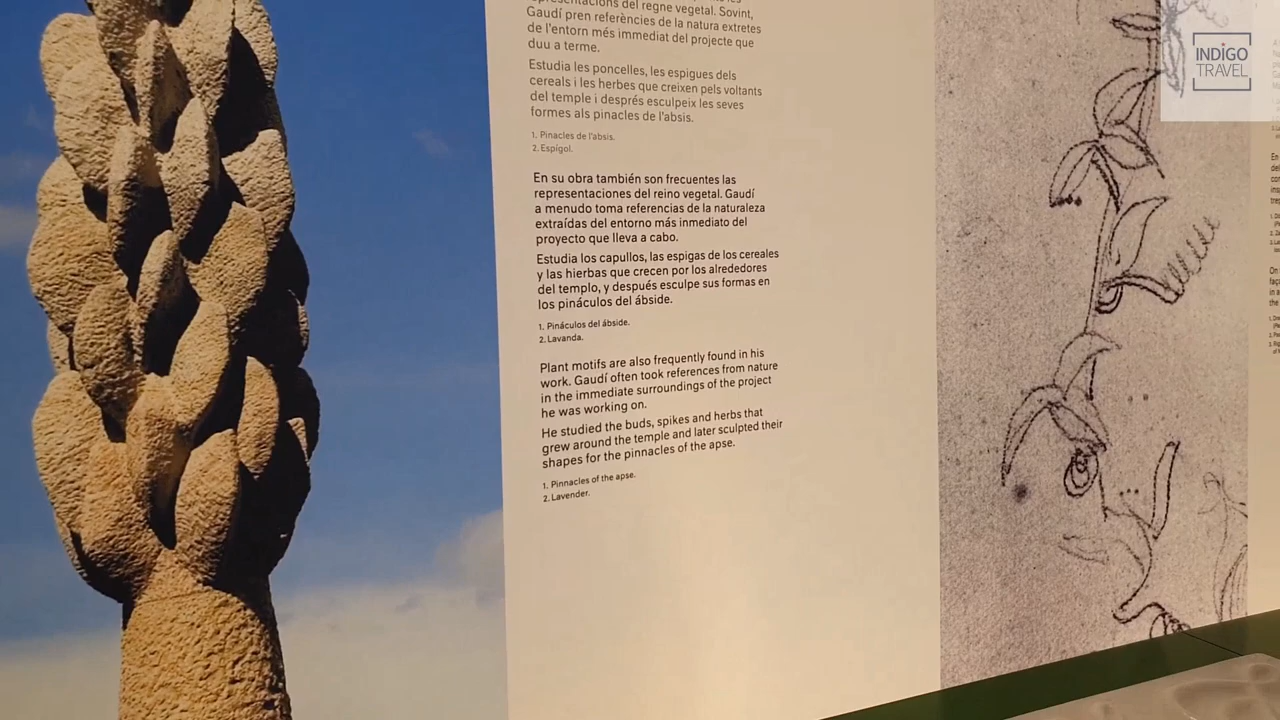 representacions del regne vegetal. Sovint,
Gaudí pren referències de la natura extretes
de l'entorn més immediat del projecte que
duu a terme.
Estudia les poncelles, les espigues dels
cereals i les herbes que creixen pels voltants
del temple i després esculpeix les seves
formes als pinacles de l'absis.
1. Pinacles de l'absis.
2. Espígol.
En su obra también son frecuentes las
representaciones del reino vegetal. Gaudí
a menudo toma referencias de la naturaleza
extraídas del entorno más inmediato del
proyecto que lleva a cabo.
Estudia los capullos, las espigas de los cereales
y las hierbas que crecen por los alrededores
del templo, y después esculpe sus formas en
los pináculos del ábside.
1. Pináculos del ábside.
2. Lavanda.
Plant motifs are also frequently found in his
work. Gaudí often took references from nature
in the immediate surroundings of the project
he was working on.
He studied the buds, spikes and herbs that
grew around the temple and later sculpted their
shapes for the pinnacles of the apse.
1. Pinnacles of the apse.
2. Lavender.
INDIGO
TRAVEL